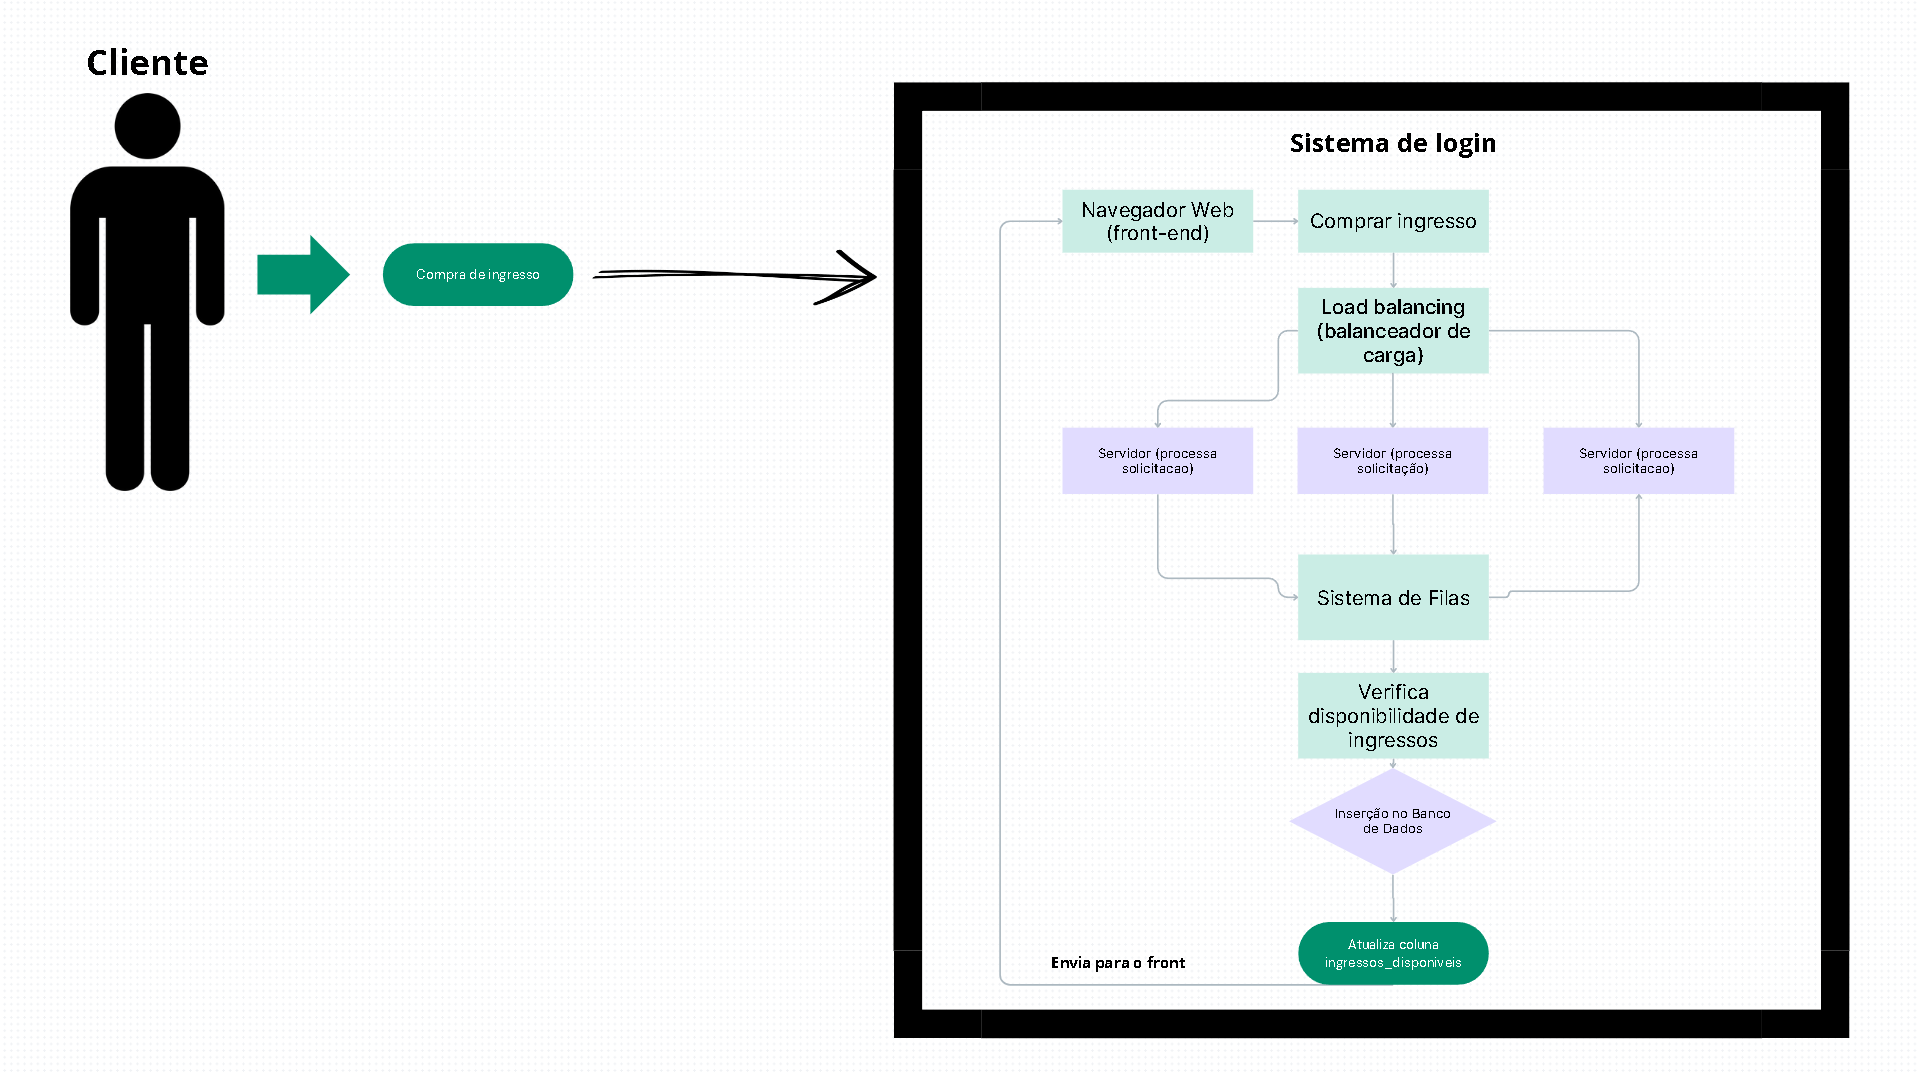 Cliente
Compra de ingresso
Sistema de login
Navegador Web
(front-end)
Comprar ingresso
Load balancing
(balanceador de
carga)
Servidor (processa
solicitacao)
Servidor (processa
solicitação)
Servidor (processa
solicitacao)
Sistema de Filas
Verifica
disponibilidade de
ingressos
Inserção no Banco
de Dados
Atualiza coluna
ingressos_disponiveis
Envia para o front